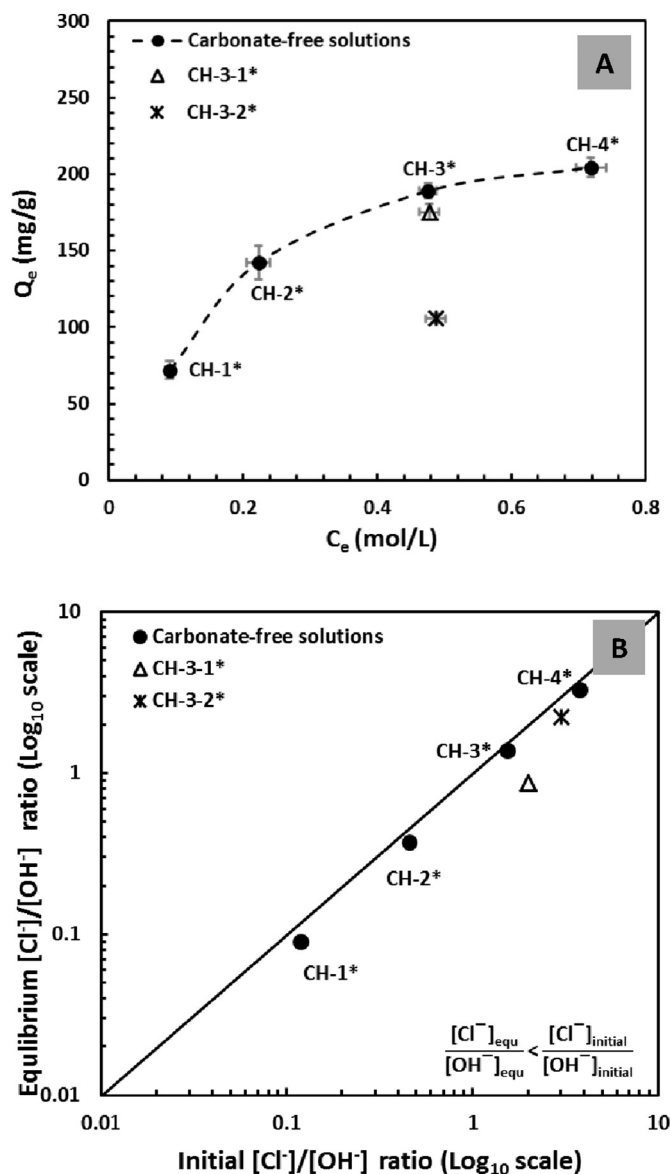 A
Carbonate-free solutions
CH-3-1*
CH-3-2*
300
250
200
150
100
50
0
Qe (mg/g)
CH-4*
CH-3*
CH-2*
CH-1*
0 0.2 0.4 0.6 0.8
Ce (mol/L)
B
Carbonate-free solutions
CH-3-1*
CH-3-2*
10
1
0.1
0.01
Equlibrium [Cl-]/[OH-] ratio (Log10 scale)
CH-4*
CH-3*
CH-2*
CH-1*
[Cl−]equ < [Cl−]initial
[OH−]equ [OH−]initial
0.01 0.1 1 10
Initial [Cl-]/[OH-] ratio (Log10 scale)